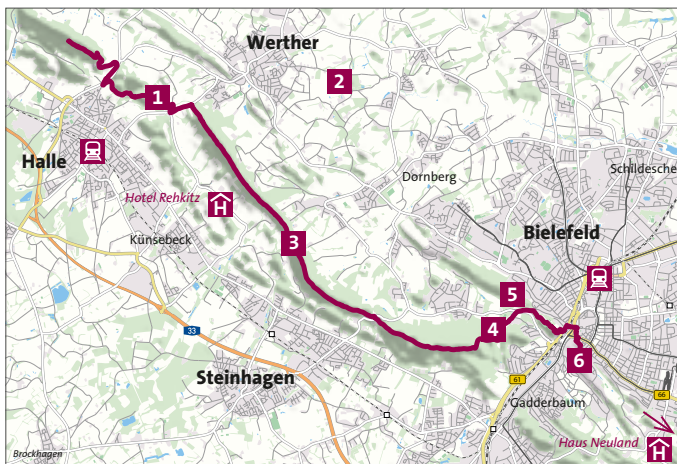 Werther
2
1
Halle
Schildesche
Dornberg
Hotel Rehkitz
H
Bielefeld
Künsebeck
3
5
33
4
6
Steinhagen
61
66
Gadderbaum
Haus Neuland
H
Brockhagen